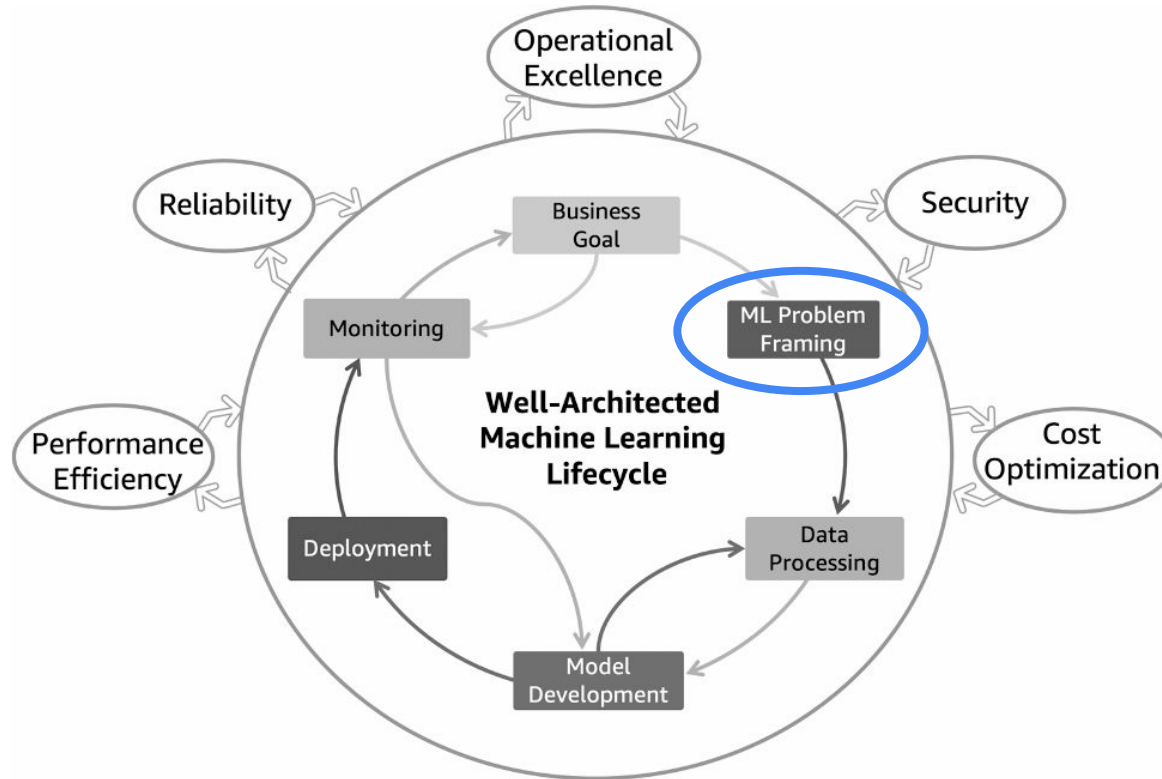 Operational
Excellence
Reliability
Security
Business
Goal
Monitoring
ML Problem
Framing
Well-Architected
Machine Learning
Lifecycle
Performance
Efficiency
Cost
Optimization
Deployment
Data
Processing
Model
Development